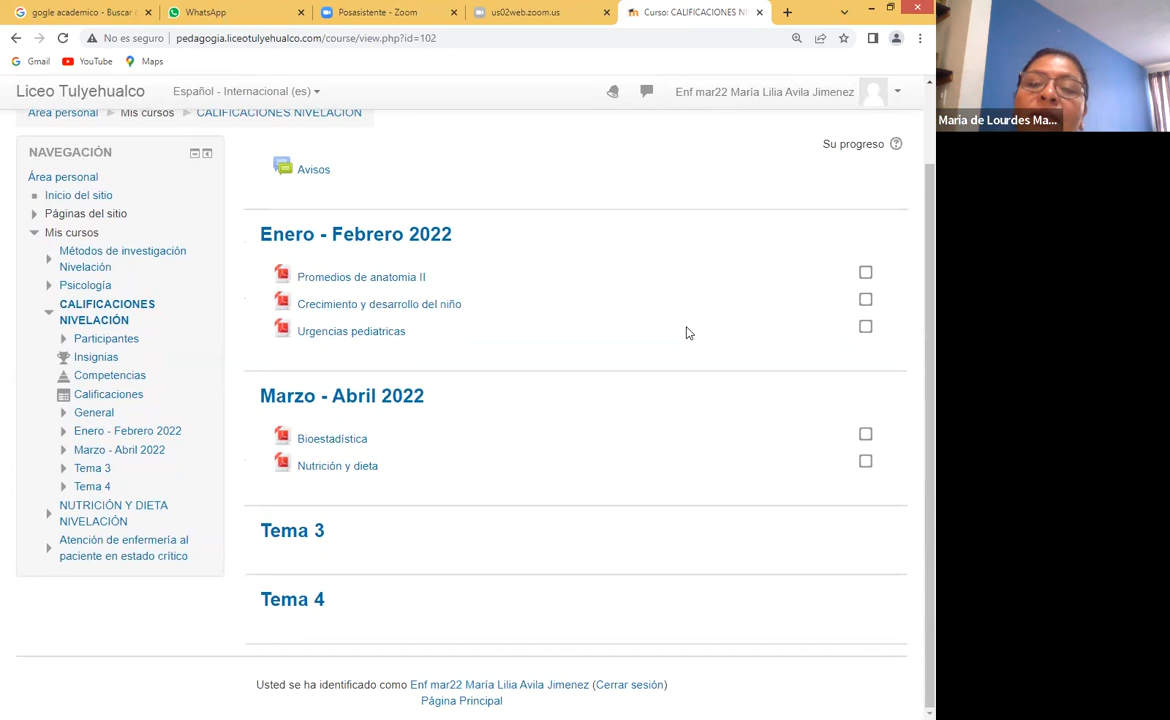 gogle academico - Buscar
WhatsApp
Posasistente - Zoom
us02web.zoom.us
Curso: CALIFICACIONES N
No es seguro
pedagogia.liceotulyehualco.com/course/view.php?id=102
Gmail
YouTube
Maps
Liceo Tulyehualco
Español - Internacional (es)
Enf mar22 María Lilia Avila Jimenez
Maria de Lourdes Ma...
Área personal
Mis cursos
CALIFICACIONES NIVELACIÓN
NAVEGACIÓN
Área personal
Inicio del sitio
Páginas del sitio
Mis cursos
Métodos de investigación
Nivelación
Psicología
CALIFICACIONES
NIVELACIÓN
Participantes
Insignias
Competencias
Calificaciones
General
Enero - Febrero 2022
Marzo - Abril 2022
Tema 3
Tema 4
NUTRICIÓN Y DIETA
NIVELACIÓN
Atención de enfermería al
paciente en estado crítico
Su progreso
Avisos
Enero - Febrero 2022
Promedios de anatomia II
Crecimiento y desarrollo del niño
Urgencias pediatricas
Marzo - Abril 2022
Bioestadística
Nutrición y dieta
Tema 3
Tema 4
Usted se ha identificado como Enf mar22 María Lilia Avila Jimenez (Cerrar sesión)
Página Principal